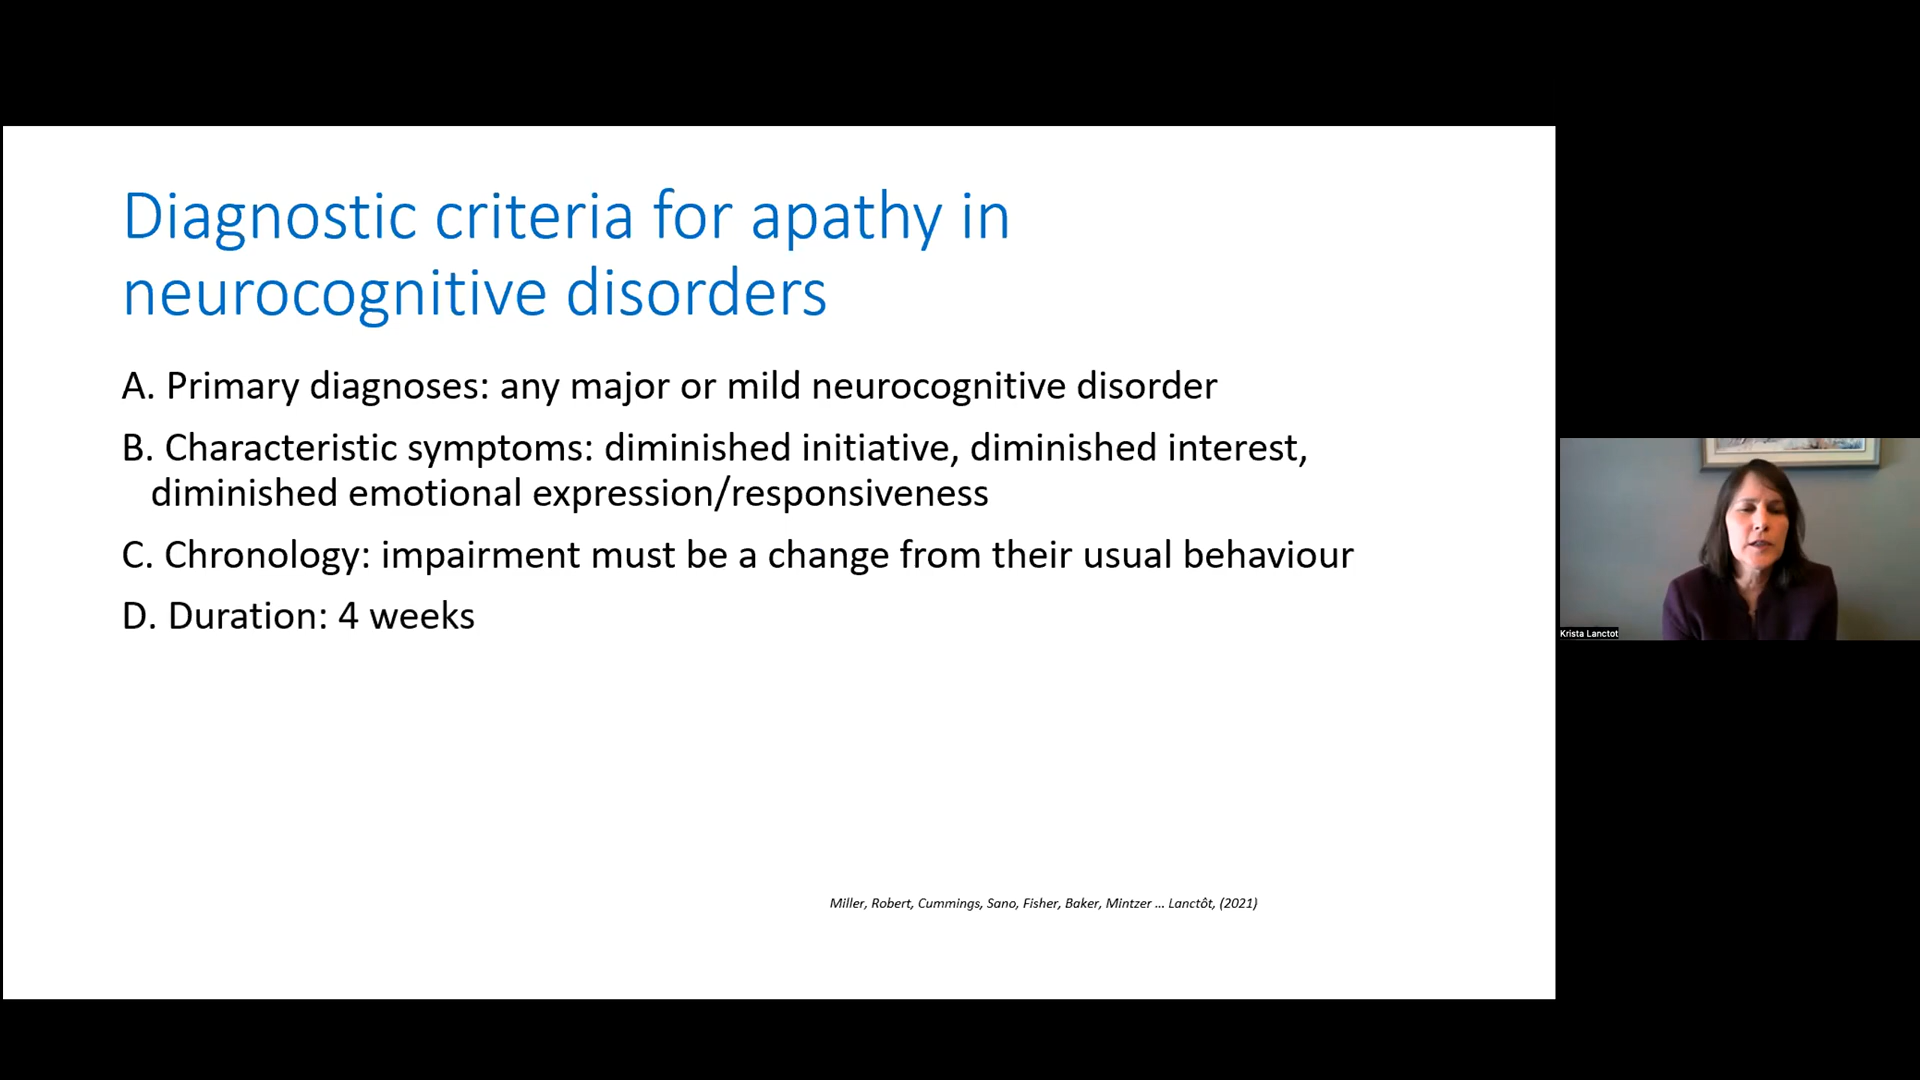 Diagnostic criteria for apathy in
neurocognitive disorders
A. Primary diagnoses: any major or mild neurocognitive disorder
B. Characteristic symptoms: diminished initiative, diminished interest,
diminished emotional expression/responsiveness
C. Chronology: impairment must be a change from their usual behaviour
D. Duration: 4 weeks
Miller, Robert, Cummings, Sano, Fisher, Baker, Mintzer … Lanctôt, (2021)
Krista Lanctot